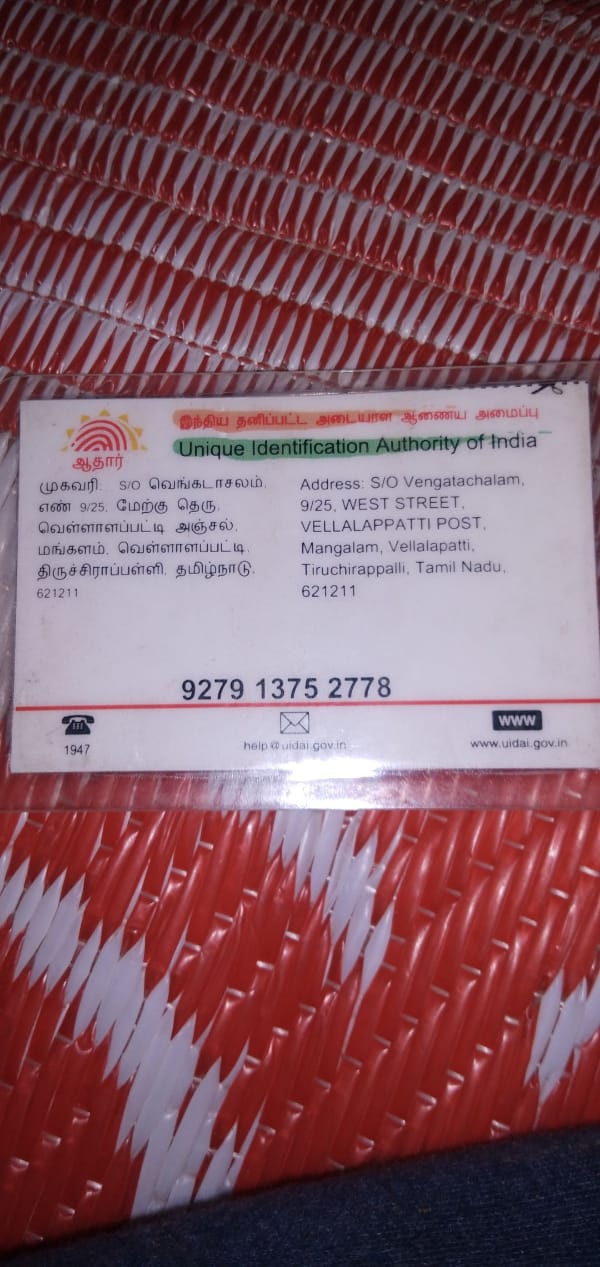 இந்திய தனிப்பட்ட அடையாள ஆணைய அமைப்பு
Unique Identification Authority of India
ஆதார்
முகவரி: S/O வெங்கடாசலம்,
எண் 9/25, மேற்கு தெரு,
வெள்ளாளப்பட்டி அஞ்சல்,
மங்களம், வெள்ளாளப்பட்டி,
திருச்சிராப்பள்ளி, தமிழ்நாடு,
621211
Address: S/O Vengatachalam,
9/25, WEST STREET,
VELLALAPPATTI POST,
Mangalam, Vellalapatti,
Tiruchirappalli, Tamil Nadu,
621211
9279 1375 2778
1947
help@uidai.gov.in
WWW
www.uidai.gov.in